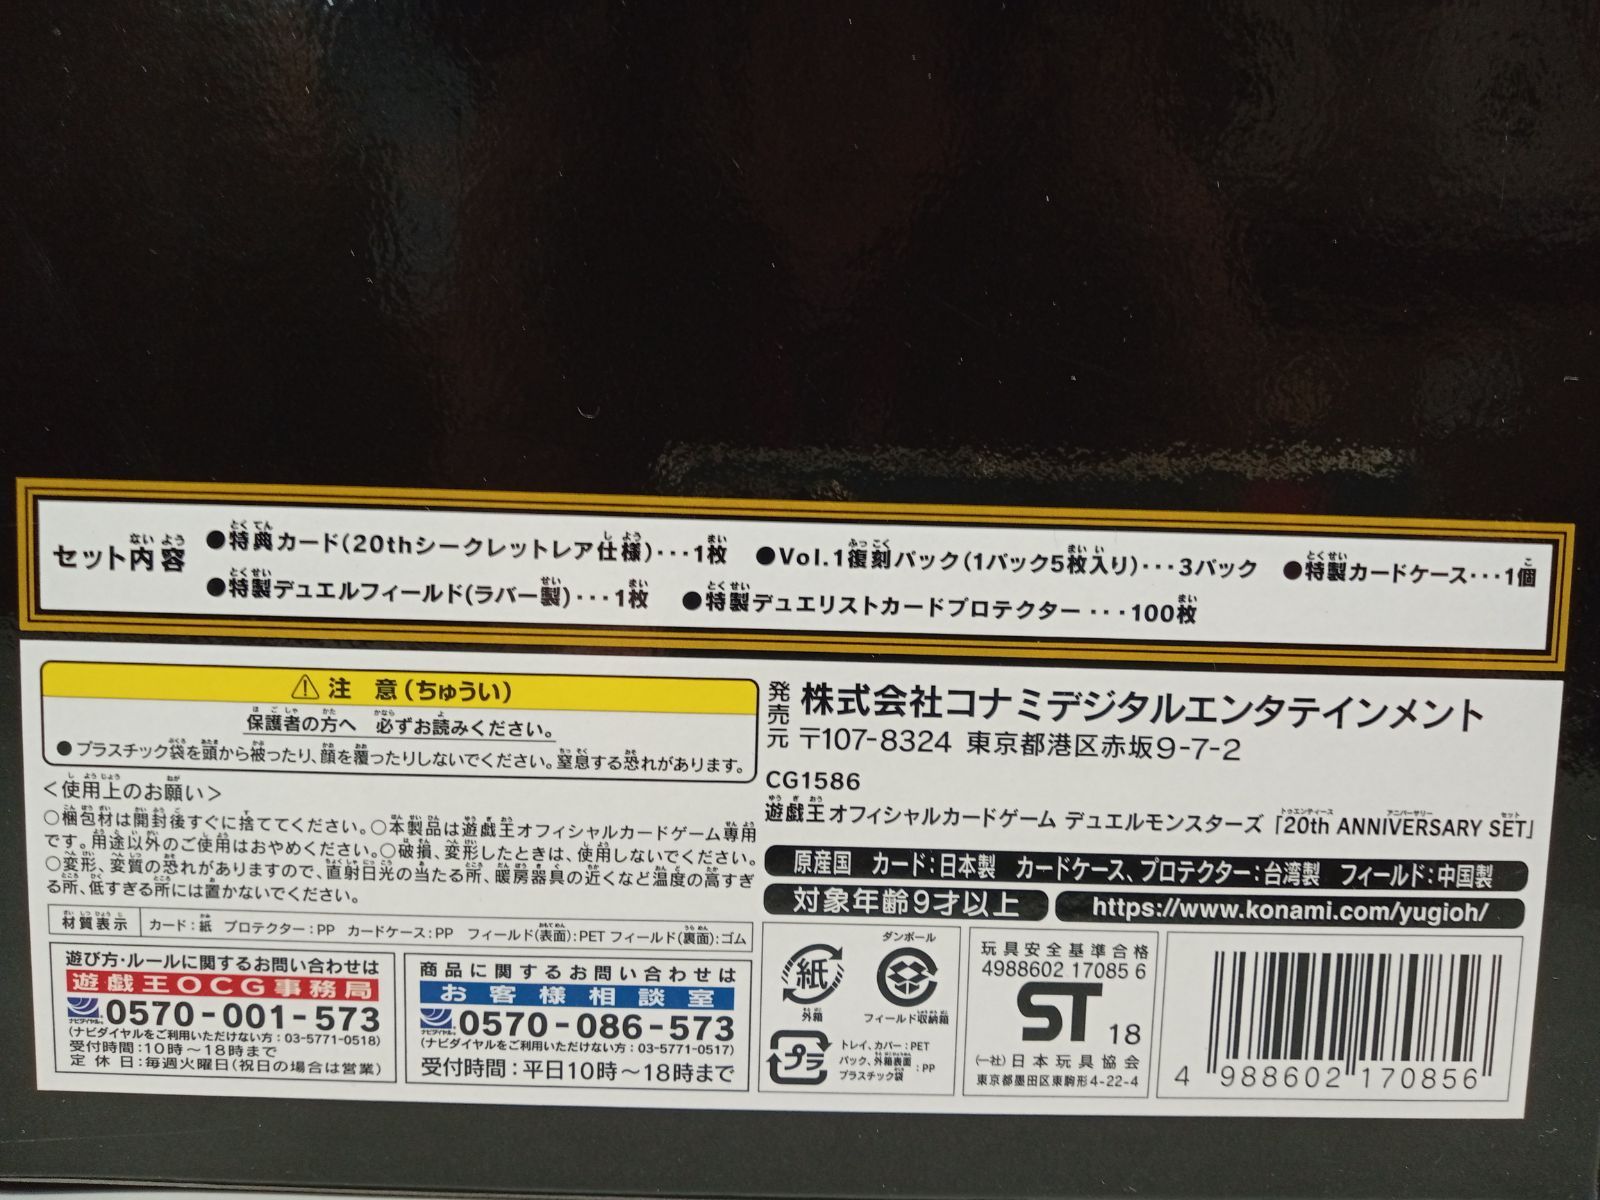 セット内容
●特典カード(20thシークレットレア仕様)･･･1枚 ●Vol.1復刻パック(1パック5枚入り)･･･3パック ●特製カードケース･･･1個
●特製デュエルフィールド(ラバー製)･･･1枚 ●特製デュエリストカードプロテクター･･･100枚
⚠注 意(ちゅうい)
保護者の方へ 必ずお読みください。
●プラスチック袋を頭から被ったり、顔を覆ったりしないでください。窒息する恐れがあります。
<使用上のお願い>
○梱包材は開封後すぐに捨ててください。○本製品は遊戯王オフィシャルカードゲーム専用
です。用途以外のご使用はおやめください。○破損、変形したときは、使用しないでください。
○変形、変質の恐れがありますので、直射日光の当たる所、暖房器具の近くなど温度の高すぎ
る所、低すぎる所には置かないでください。
材質表示 カード:紙 プロテクター:PP カードケース:PP フィールド(表面):PET フィールド(裏面):ゴム
遊び方・ルールに関するお問い合わせは
遊戯王OCG事務局
ナビダイヤル 0570-001-573
(ナビダイヤルをご利用いただけない方:03-5771-0518)
受付時間:10時〜18時まで
定休日:毎週火曜日(祝日の場合は営業)
商品に関するお問い合わせは
お客様相談室
ナビダイヤル 0570-086-573
(ナビダイヤルをご利用いただけない方:03-5771-0517)
受付時間:平日10時〜18時まで
発売元 株式会社コナミデジタルエンタテインメント
〒107-8324 東京都港区赤坂9-7-2
CG1586
遊戯王オフィシャルカードゲーム デュエルモンスターズ「20th ANNIVERSARY SET」
原産国 カード:日本製 カードケース、プロテクター:台湾製 フィールド:中国製
対象年齢9才以上
https://www.konami.com/yugioh/
紙
外箱
ダンボール
フィールド収納箱
プラ
トレイ、カバー:PET
パック、外箱表面
プラスチック袋 :PP
玩具安全基準合格
4988602 17085 6
ST 18
(一社)日本玩具協会
東京都墨田区東駒形4-22-4
4 988602 170856